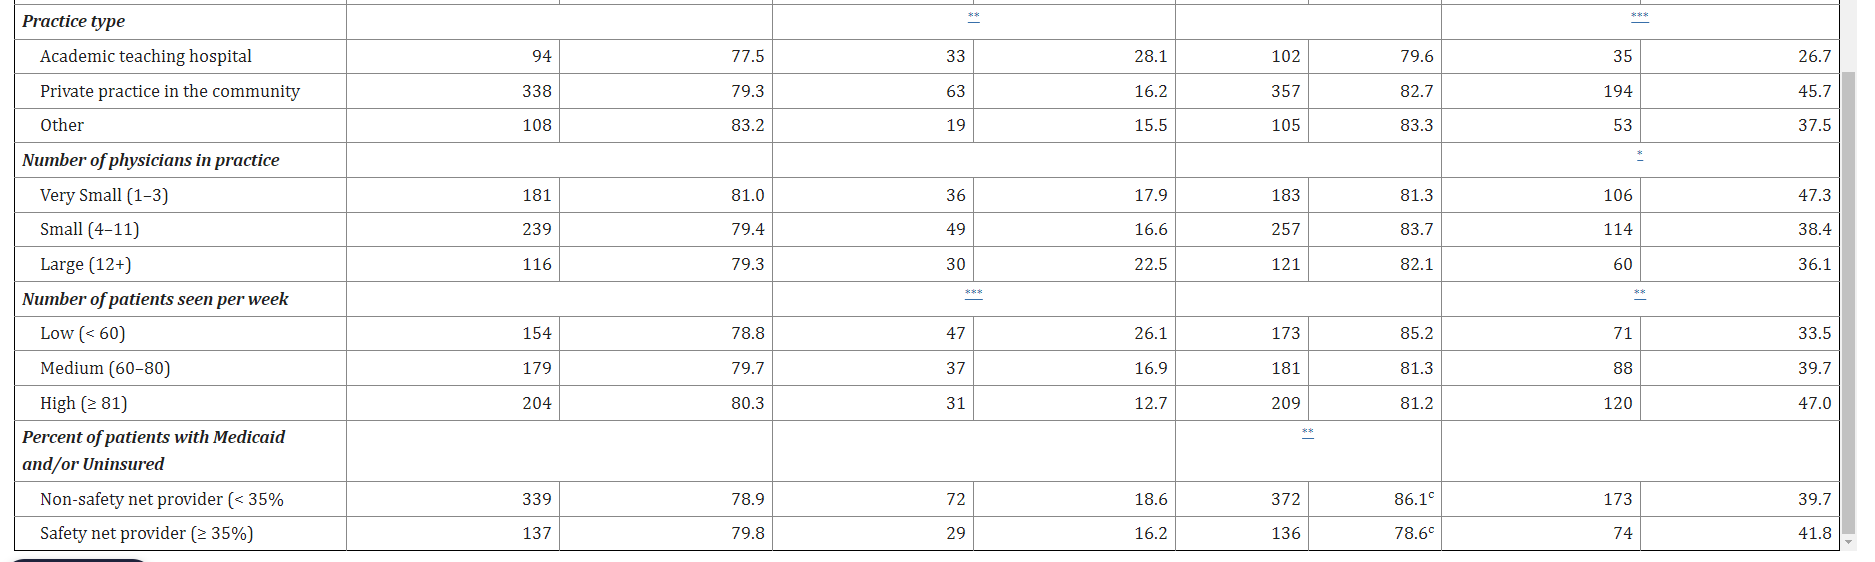 Practice type ** ***
Academic teaching hospital 94 77.5 33 28.1 102 79.6 35 26.7
Private practice in the community 338 79.3 63 16.2 357 82.7 194 45.7
Other 108 83.2 19 15.5 105 83.3 53 37.5
Number of physicians in practice *
Very Small (1–3) 181 81.0 36 17.9 183 81.3 106 47.3
Small (4–11) 239 79.4 49 16.6 257 83.7 114 38.4
Large (12+) 116 79.3 30 22.5 121 82.1 60 36.1
Number of patients seen per week *** **
Low (< 60) 154 78.8 47 26.1 173 85.2 71 33.5
Medium (60–80) 179 79.7 37 16.9 181 81.3 88 39.7
High (≥ 81) 204 80.3 31 12.7 209 81.2 120 47.0
Percent of patients with Medicaid **
and/or Uninsured
Non-safety net provider (< 35% 339 78.9 72 18.6 372 86.1c 173 39.7
Safety net provider (≥ 35%) 137 79.8 29 16.2 136 78.6c 74 41.8